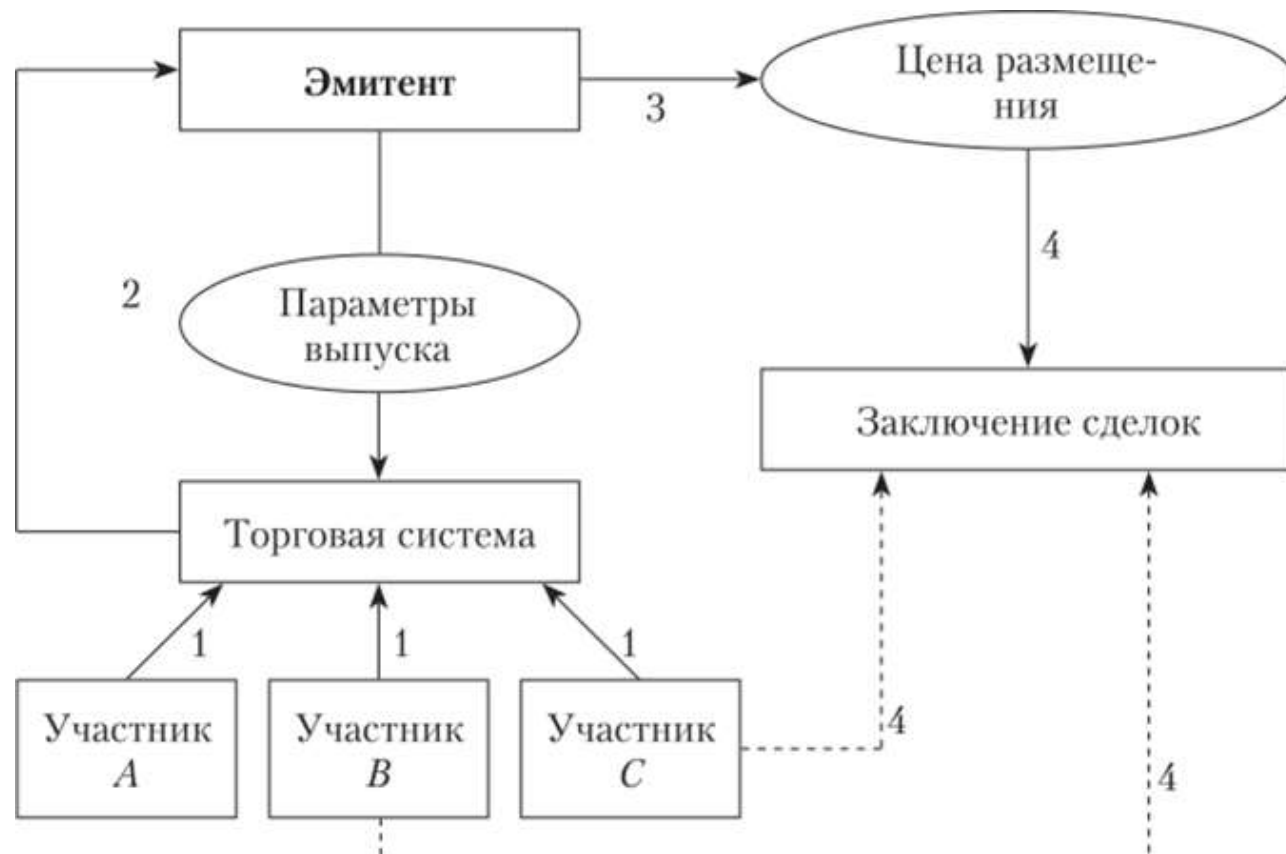 Эмитент
Цена размеще-
ния
3
4
2
Параметры
выпуска
Заключение сделок
Торговая система
1
1
1
Участник
A
Участник
B
Участник
C
4
4